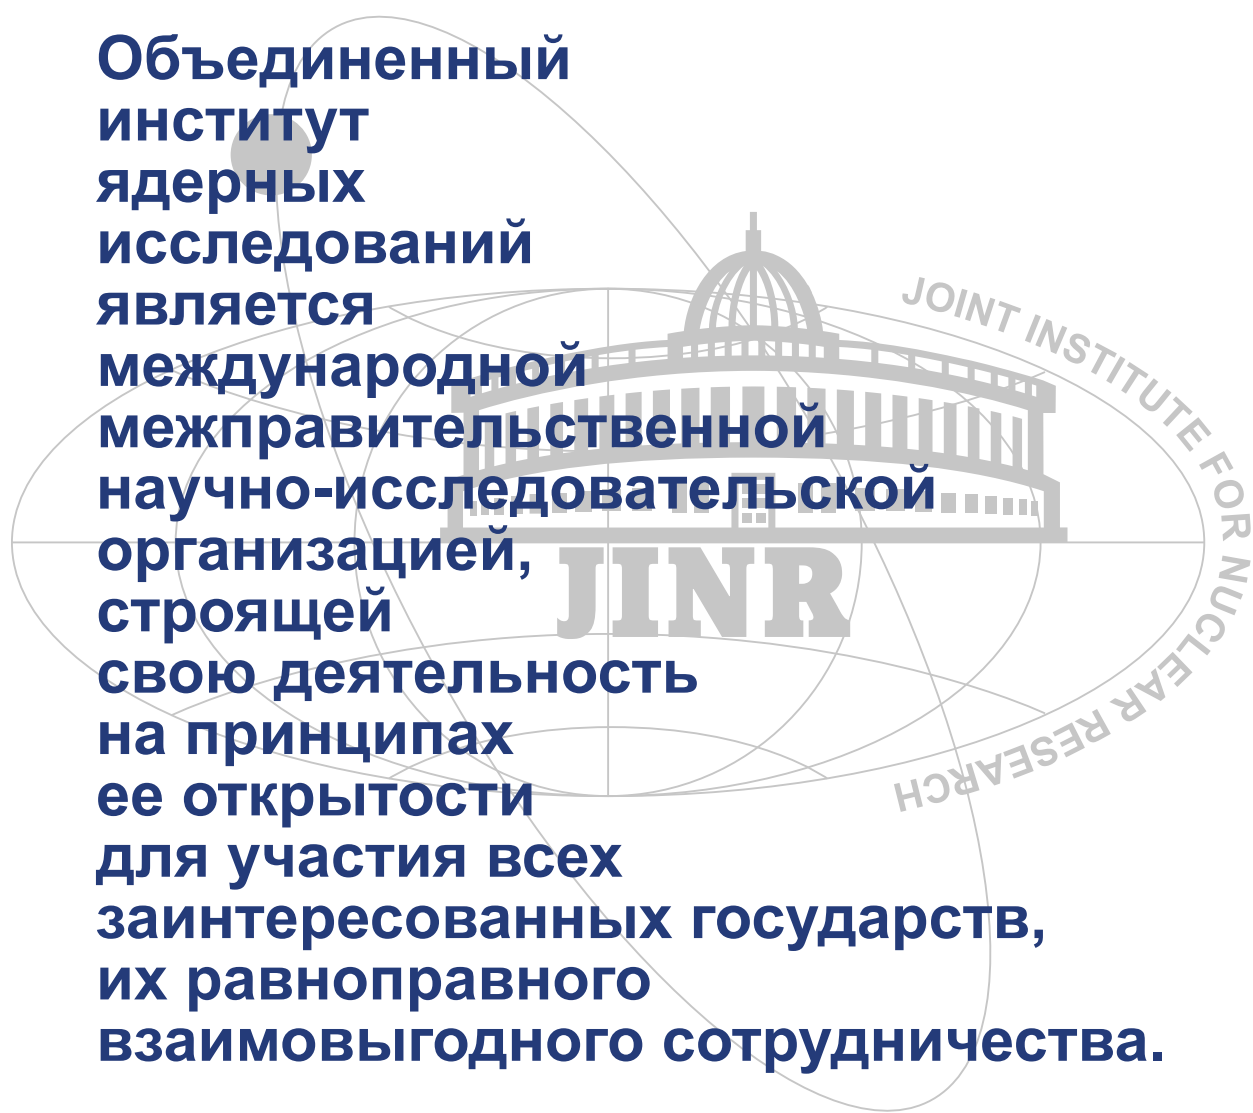 Объединенный
институт
ядерных
исследований
является
международной
межправительственной
научно-исследовательской
организацией,
строящей
свою деятельность
на принципах
ее открытости
для участия всех
заинтересованных государств,
их равноправного
взаимовыгодного сотрудничества.
JOINT INSTITUTE FOR NUCLEAR RESEARCH
JINR